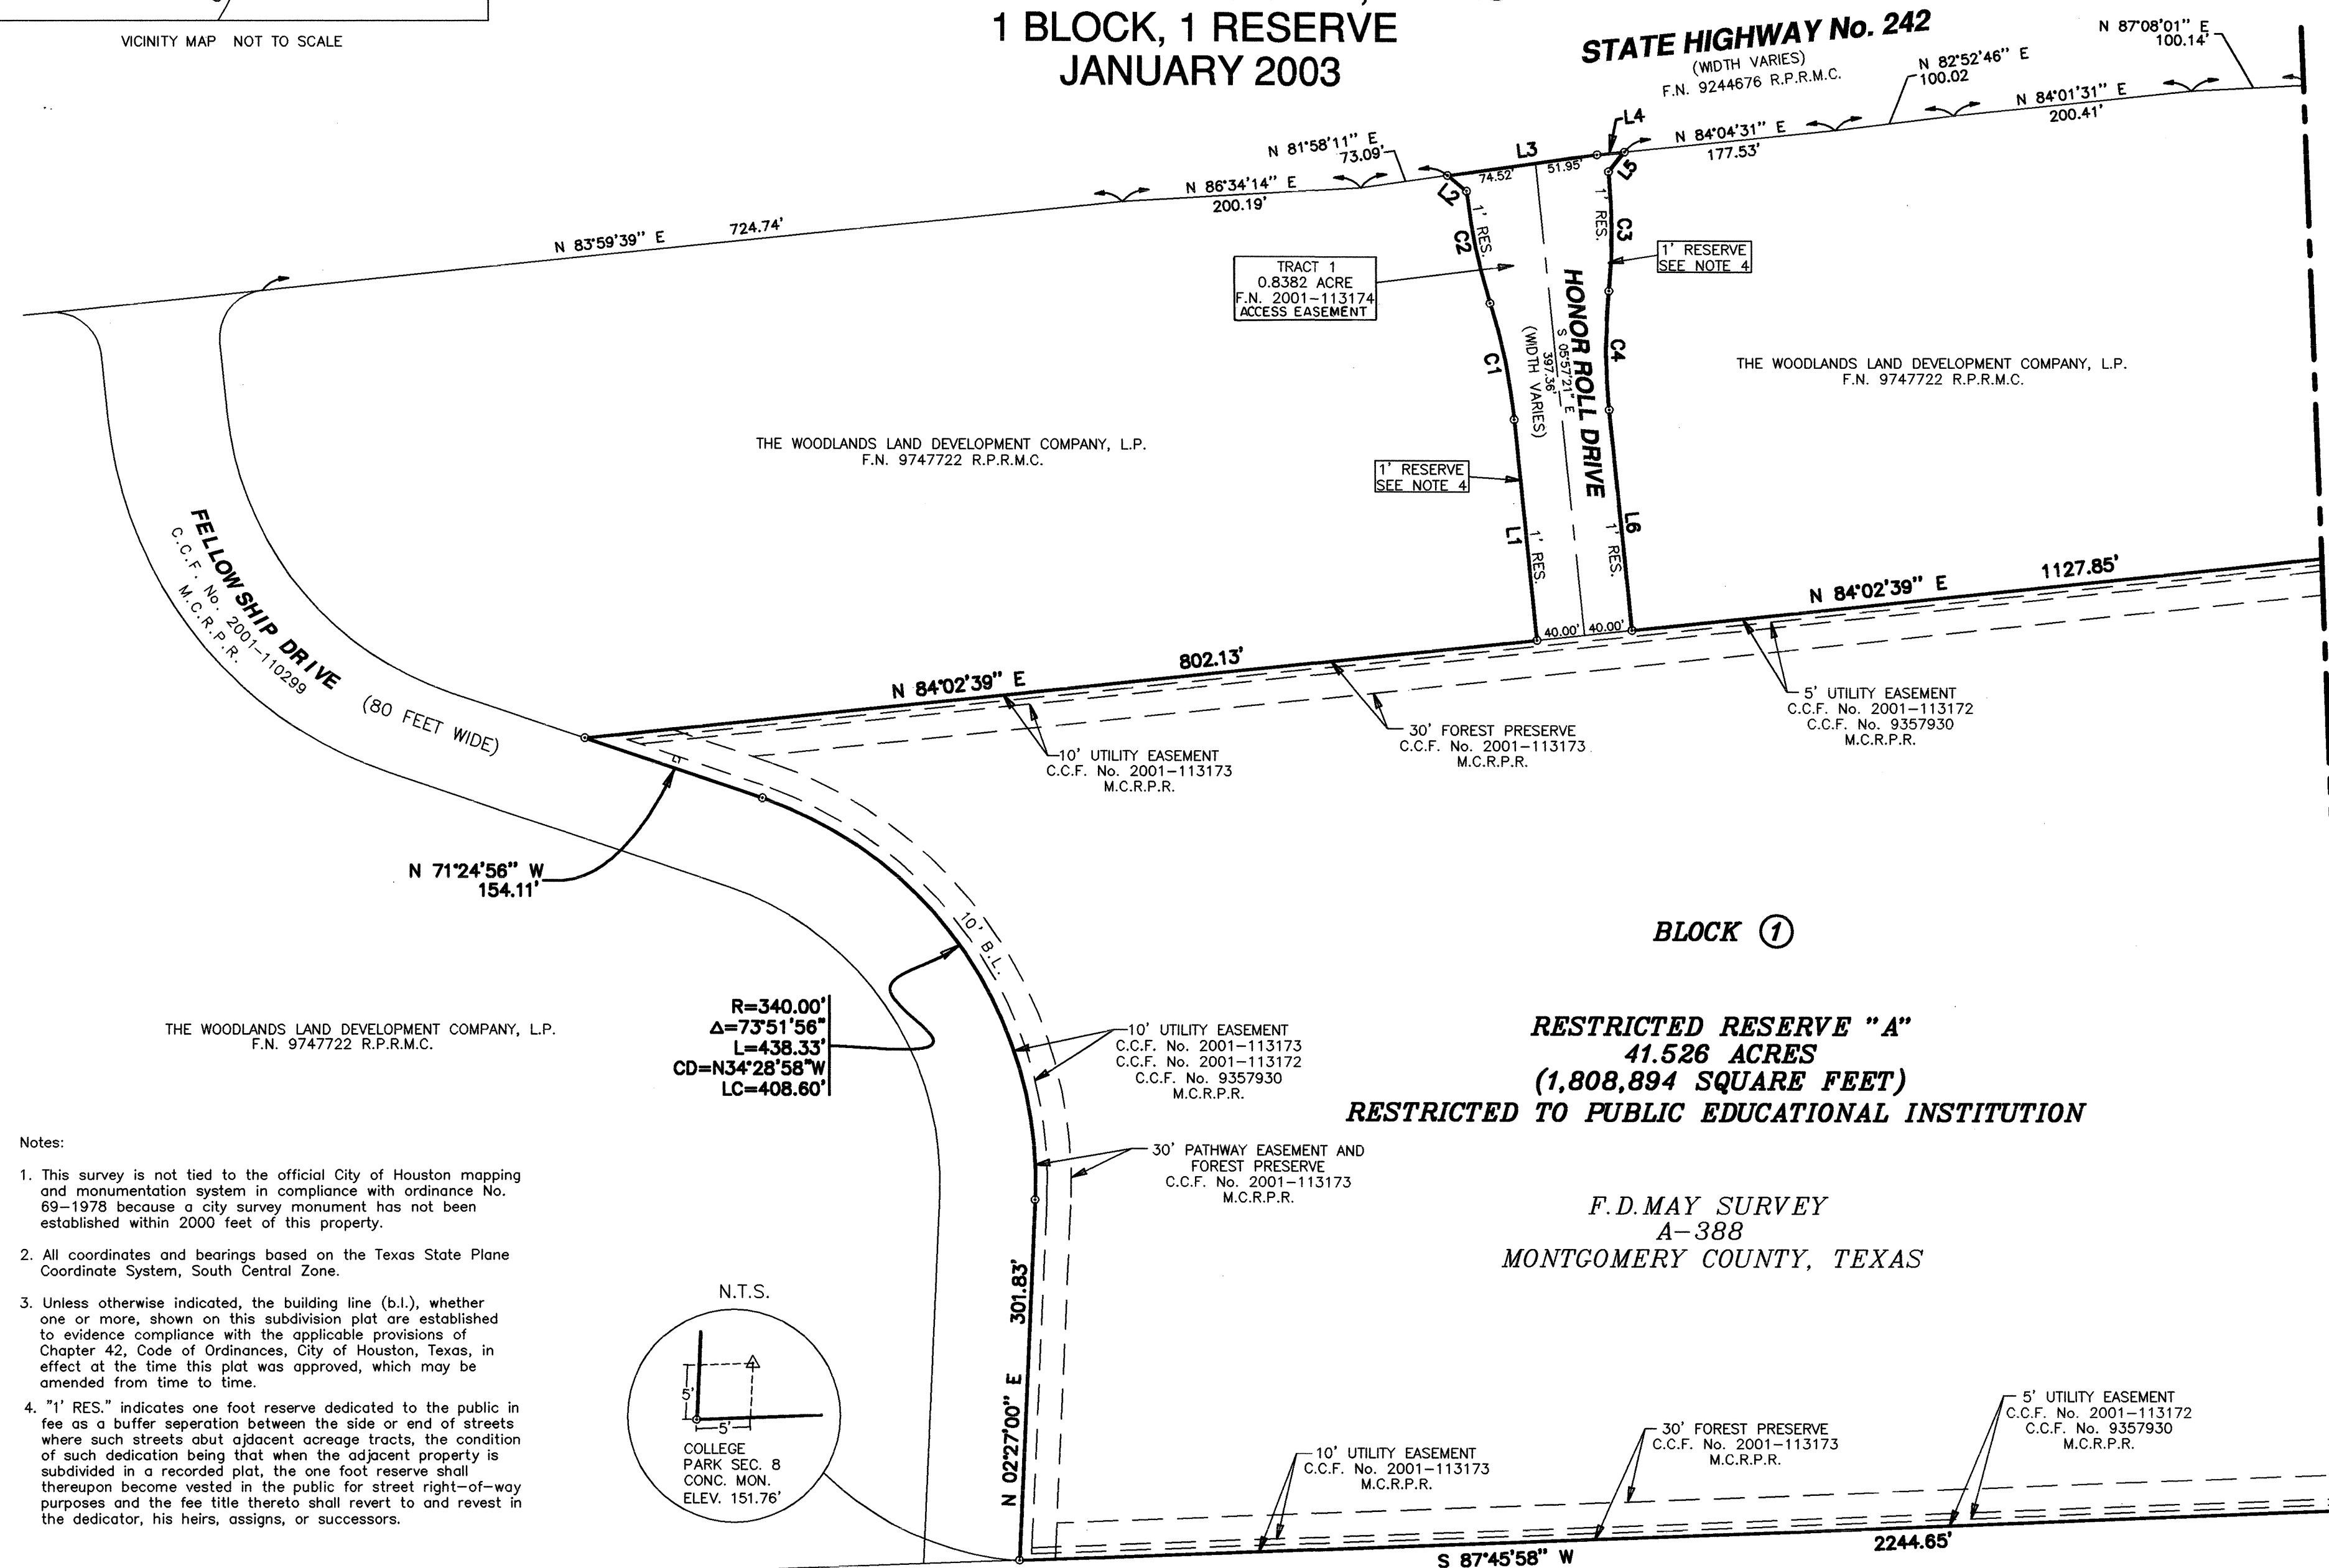 VICINITY MAP NOT TO SCALE
1 BLOCK, 1 RESERVE
JANUARY 2003
STATE HIGHWAY No. 242
(WIDTH VARIES)
F.N. 9244676 R.P.R.M.C.
N 87°08'01" E
100.14'
N 82°52'46" E
100.02
N 84°01'31" E
200.41'
L4
N 84°04'31" E
177.53'
L3
74.52'
51.95'
N 81°58'11" E
73.09'
N 86°34'14" E
200.19'
N 83°59'39" E 724.74'
L2
L5
1' RES.
1' RES.
C2
C3
TRACT 1
0.8382 ACRE
F.N. 2001-113174
ACCESS EASEMENT
1' RESERVE
SEE NOTE 4
HONOR ROLL DRIVE
S 05°57'21" E
397.36'
(WIDTH VARIES)
C1
C4
THE WOODLANDS LAND DEVELOPMENT COMPANY, L.P.
F.N. 9747722 R.P.R.M.C.
THE WOODLANDS LAND DEVELOPMENT COMPANY, L.P.
F.N. 9747722 R.P.R.M.C.
1' RESERVE
SEE NOTE 4
L1
1' RES.
1' RES.
L6
FELLOWSHIP DRIVE
C.C.F. No. 2001-110299
M.C.R.P.R.
(80 FEET WIDE)
40.00'
40.00'
N 84°02'39" E
1127.85'
N 84°02'39" E
802.13'
L1
10' UTILITY EASEMENT
C.C.F. No. 2001-113173
M.C.R.P.R.
30' FOREST PRESERVE
C.C.F. No. 2001-113173
M.C.R.P.R.
5' UTILITY EASEMENT
C.C.F. No. 2001-113172
C.C.F. No. 9357930
M.C.R.P.R.
N 71°24'56" W
154.11'
10' B.L.
BLOCK 1
R=340.00'
Δ=73°51'56"
L=438.33'
CD=N34°28'58"W
LC=408.60'
THE WOODLANDS LAND DEVELOPMENT COMPANY, L.P.
F.N. 9747722 R.P.R.M.C.
10' UTILITY EASEMENT
C.C.F. No. 2001-113173
C.C.F. No. 2001-113172
C.C.F. No. 9357930
M.C.R.P.R.
RESTRICTED RESERVE "A"
41.526 ACRES
(1,808,894 SQUARE FEET)
RESTRICTED TO PUBLIC EDUCATIONAL INSTITUTION
30' PATHWAY EASEMENT AND
FOREST PRESERVE
C.C.F. No. 2001-113173
M.C.R.P.R.
F.D.MAY SURVEY
A-388
MONTGOMERY COUNTY, TEXAS
Notes:
1. This survey is not tied to the official City of Houston mapping
and monumentation system in compliance with ordinance No.
69-1978 because a city survey monument has not been
established within 2000 feet of this property.
2. All coordinates and bearings based on the Texas State Plane
Coordinate System, South Central Zone.
3. Unless otherwise indicated, the building line (b.l.), whether
one or more, shown on this subdivision plat are established
to evidence compliance with the applicable provisions of
Chapter 42, Code of Ordinances, City of Houston, Texas, in
effect at the time this plat was approved, which may be
amended from time to time.
4. "1' RES." indicates one foot reserve dedicated to the public in
fee as a buffer seperation between the side or end of streets
where such streets abut ajdacent acreage tracts, the condition
of such dedication being that when the adjacent property is
subdivided in a recorded plat, the one foot reserve shall
thereupon become vested in the public for street right-of-way
purposes and the fee title thereto shall revert to and revest in
the dedicator, his heirs, assigns, or successors.
N.T.S.
5'
5'
COLLEGE
PARK SEC. 8
CONC. MON.
ELEV. 151.76'
N 02°27'00" E
301.83'
10' UTILITY EASEMENT
C.C.F. No. 2001-113173
M.C.R.P.R.
30' FOREST PRESERVE
C.C.F. No. 2001-113173
M.C.R.P.R.
5' UTILITY EASEMENT
C.C.F. No. 2001-113172
C.C.F. No. 9357930
M.C.R.P.R.
S 87°45'58" W
2244.65'